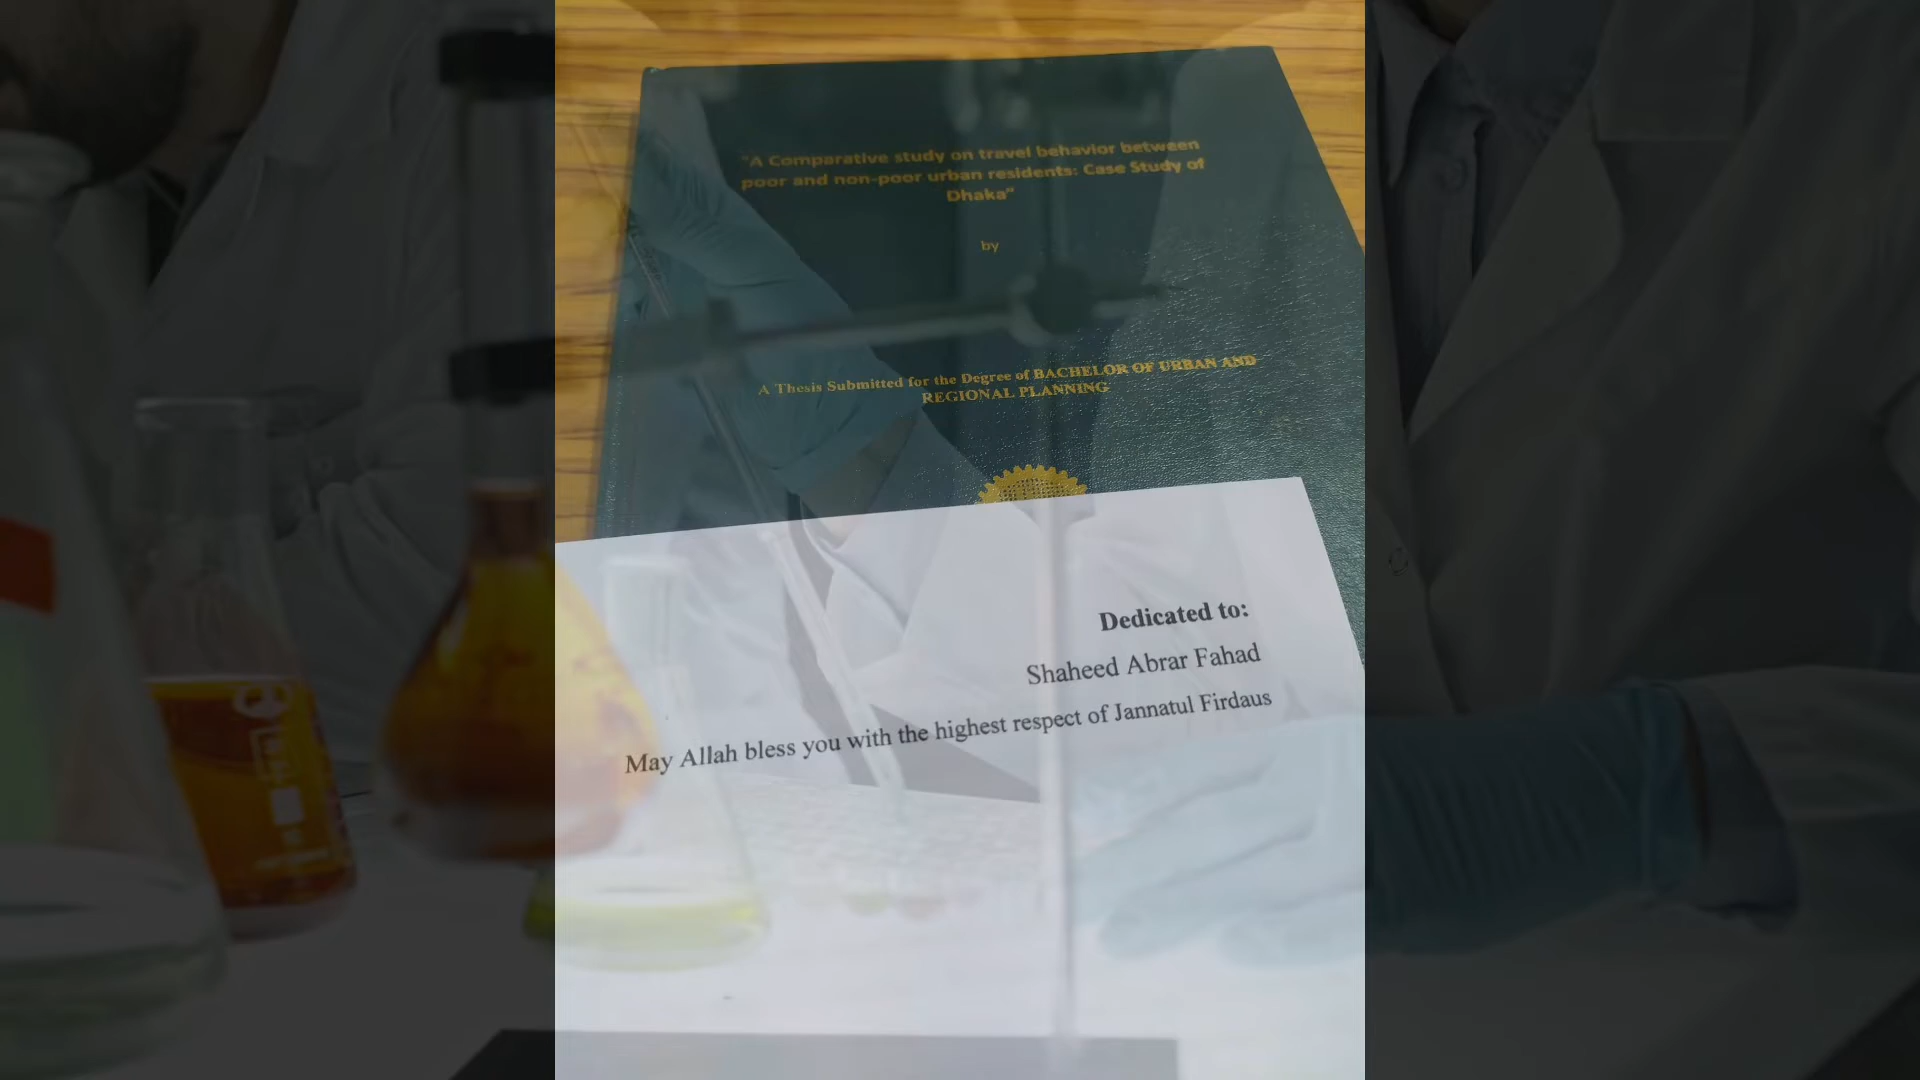 "A Comparative study on travel behavior between
poor and non-poor urban residents: Case Study of
Dhaka"
by
A Thesis Submitted for the Degree of BACHELOR OF URBAN AND
REGIONAL PLANNING
Dedicated to:
Shaheed Abrar Fahad
May Allah bless you with the highest respect of Jannatul Firdaus